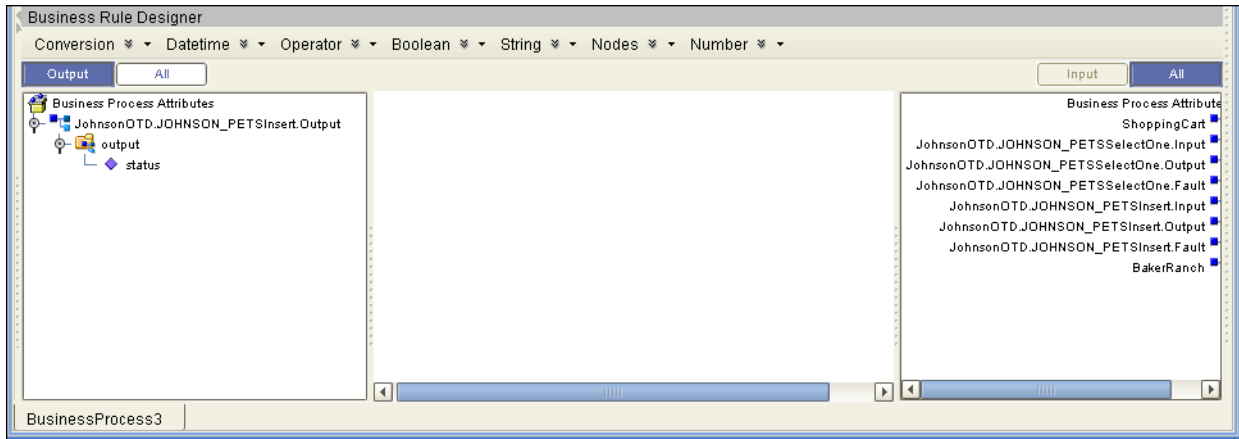 Business Rule Designer
Conversion Datetime Operator Boolean String Nodes Number
Output All Input All
Business Process Attributes
JohnsonOTD.JOHNSON_PETSInsert.Output
output
status
Business Process Attribute
ShoppingCart
JohnsonOTD.JOHNSON_PETSSelectOne.Input
JohnsonOTD.JOHNSON_PETSSelectOne.Output
JohnsonOTD.JOHNSON_PETSSelectOne.Fault
JohnsonOTD.JOHNSON_PETSInsert.Input
JohnsonOTD.JOHNSON_PETSInsert.Output
JohnsonOTD.JOHNSON_PETSInsert.Fault
BakerRanch
BusinessProcess3